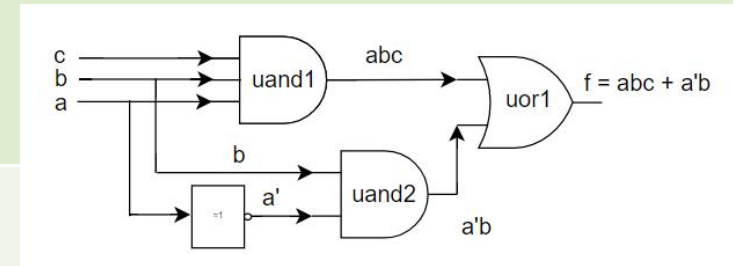 c
b
a
uand1
abc
uor1
f = abc + a'b
b
a'
=1
uand2
a'b